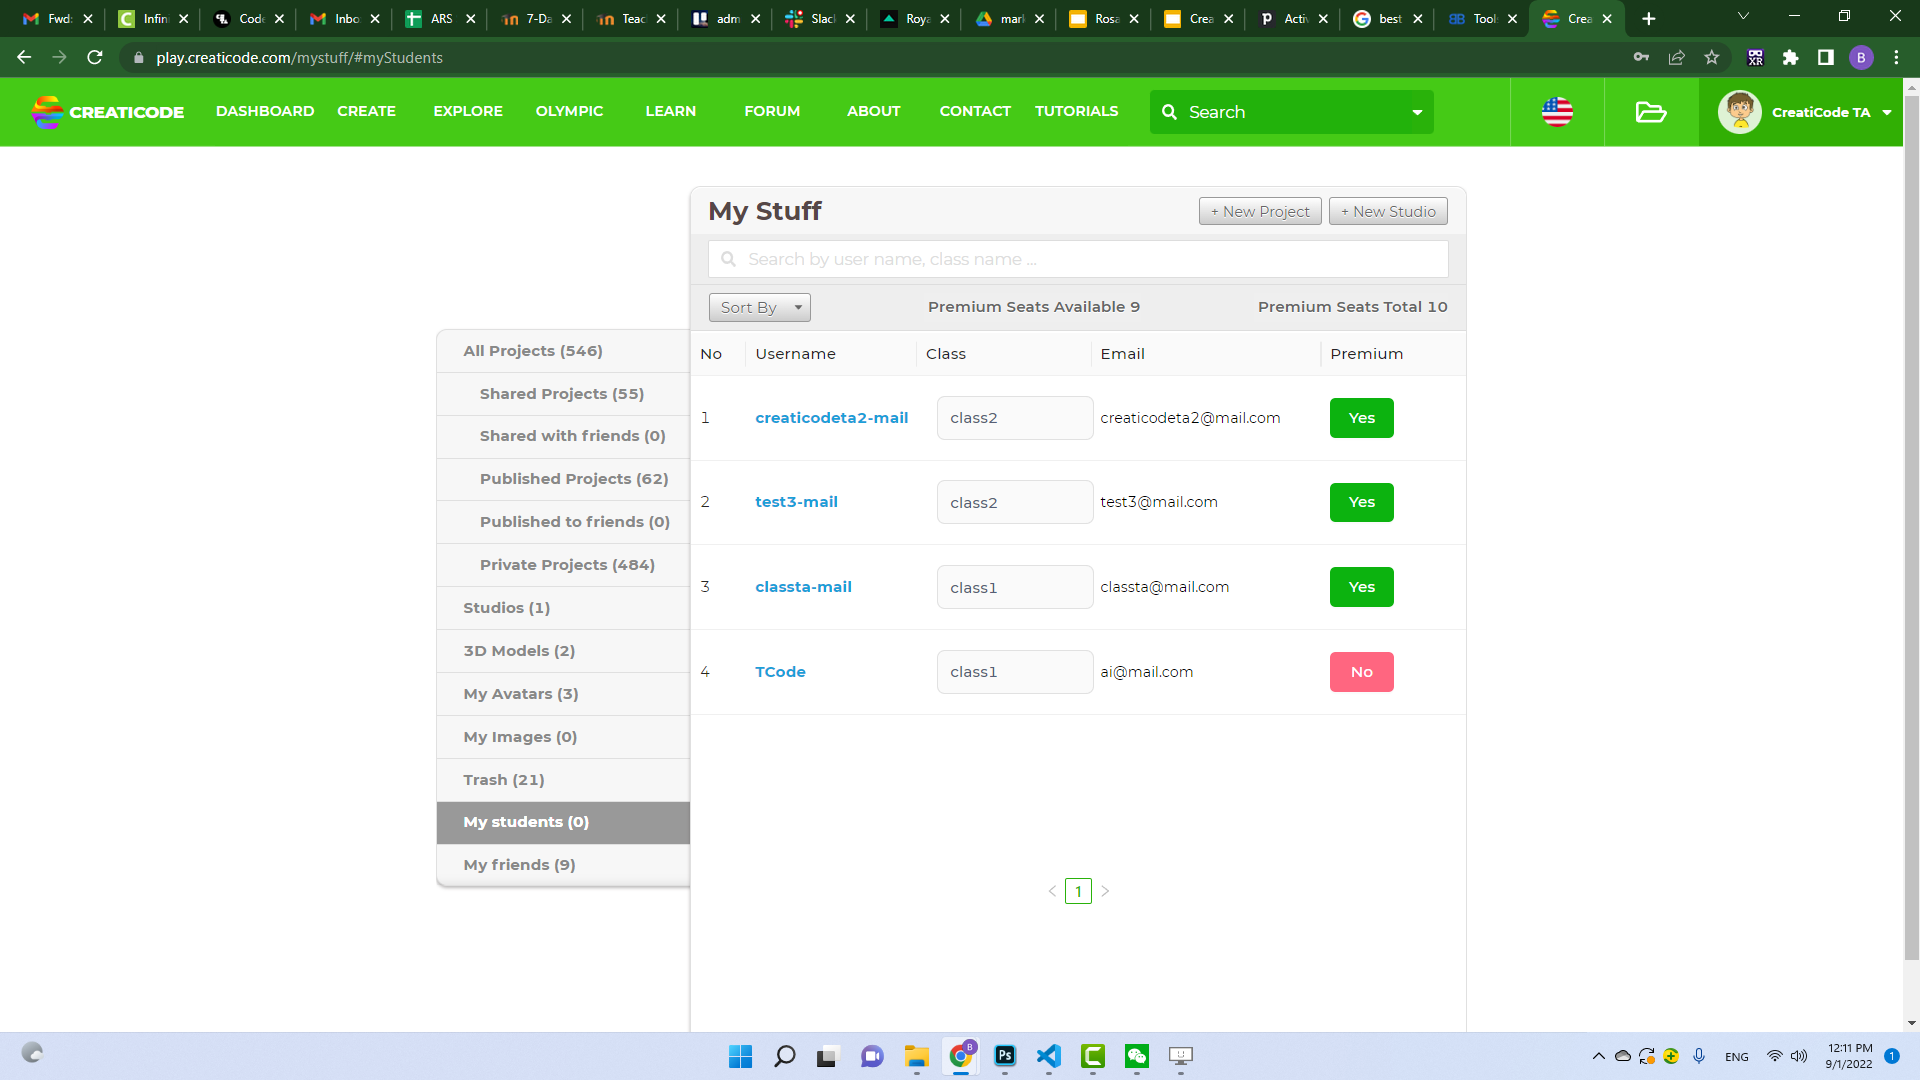 Fwd:
Infini
Code
Inbo
ARS
7-Da
Teac
adm
Slac
Roya
mark
Rosa
Crea
Activ
best
Tool
Crea
play.creaticode.com/mystuff/#myStudents
B
CREATICODE
DASHBOARD
CREATE
EXPLORE
OLYMPIC
LEARN
FORUM
ABOUT
CONTACT
TUTORIALS
Search
CreatiCode TA
My Stuff
+ New Project
+ New Studio
Search by user name, class name ...
Sort By
Premium Seats Available 9
Premium Seats Total 10
All Projects (546)
Shared Projects (55)
Shared with friends (0)
Published Projects (62)
Published to friends (0)
Private Projects (484)
Studios (1)
3D Models (2)
My Avatars (3)
My Images (0)
Trash (21)
My students (0)
My friends (9)
No Username Class Email Premium
1 creaticodeta2-mail class2 creaticodeta2@mail.com Yes
2 test3-mail class2 test3@mail.com Yes
3 classta-mail class1 classta@mail.com Yes
4 TCode class1 ai@mail.com No
< 1 >
ENG
12:11 PM
9/1/2022
1